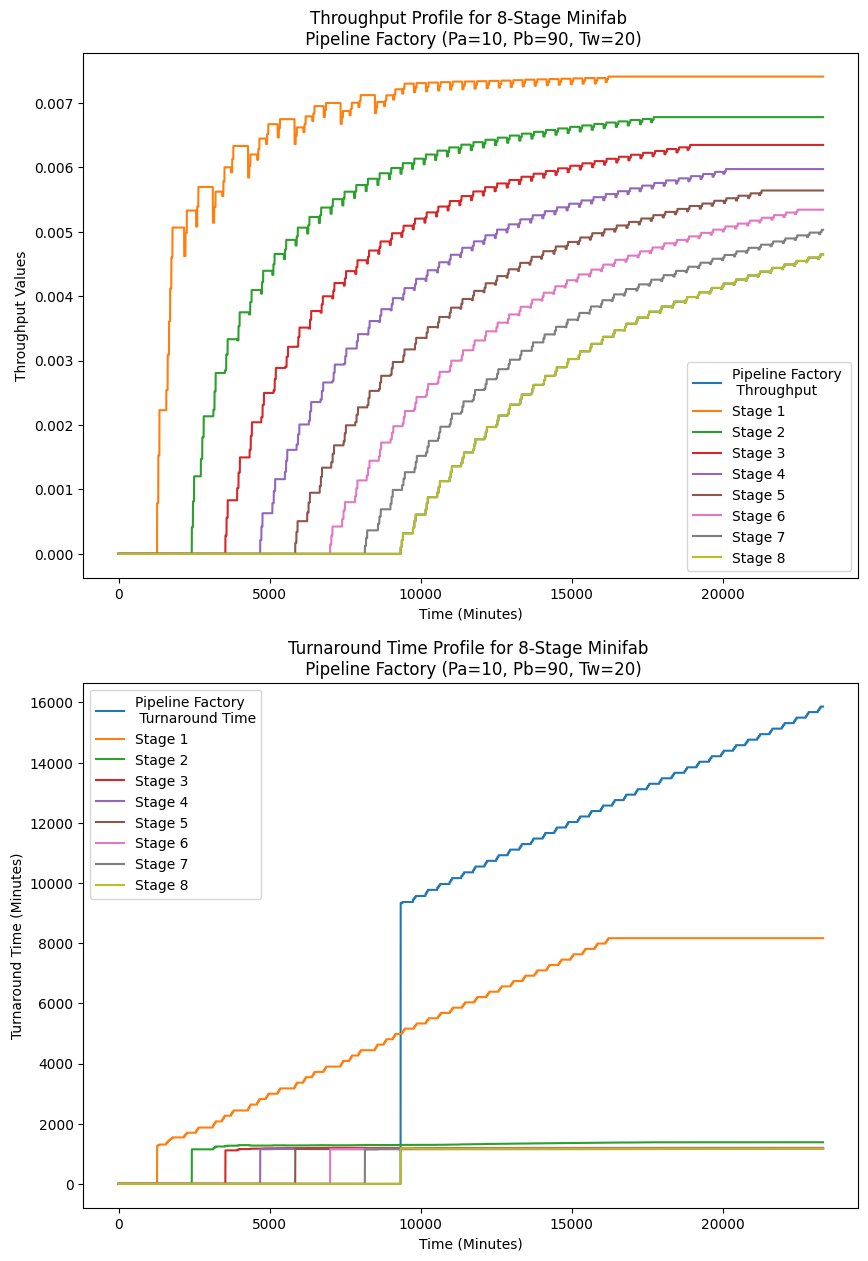 Throughput Profile for 8-Stage Minifab
Pipeline Factory (Pa=10, Pb=90, Tw=20)
Throughput Values
0.007
0.006
0.005
0.004
0.003
0.002
0.001
0.000
Pipeline Factory
Throughput
Stage 1
Stage 2
Stage 3
Stage 4
Stage 5
Stage 6
Stage 7
Stage 8
0
5000
10000
15000
20000
Time (Minutes)
Turnaround Time Profile for 8-Stage Minifab
Pipeline Factory (Pa=10, Pb=90, Tw=20)
Turnaround Time (Minutes)
16000
14000
12000
10000
8000
6000
4000
2000
0
Pipeline Factory
Turnaround Time
Stage 1
Stage 2
Stage 3
Stage 4
Stage 5
Stage 6
Stage 7
Stage 8
0
5000
10000
15000
20000
Time (Minutes)